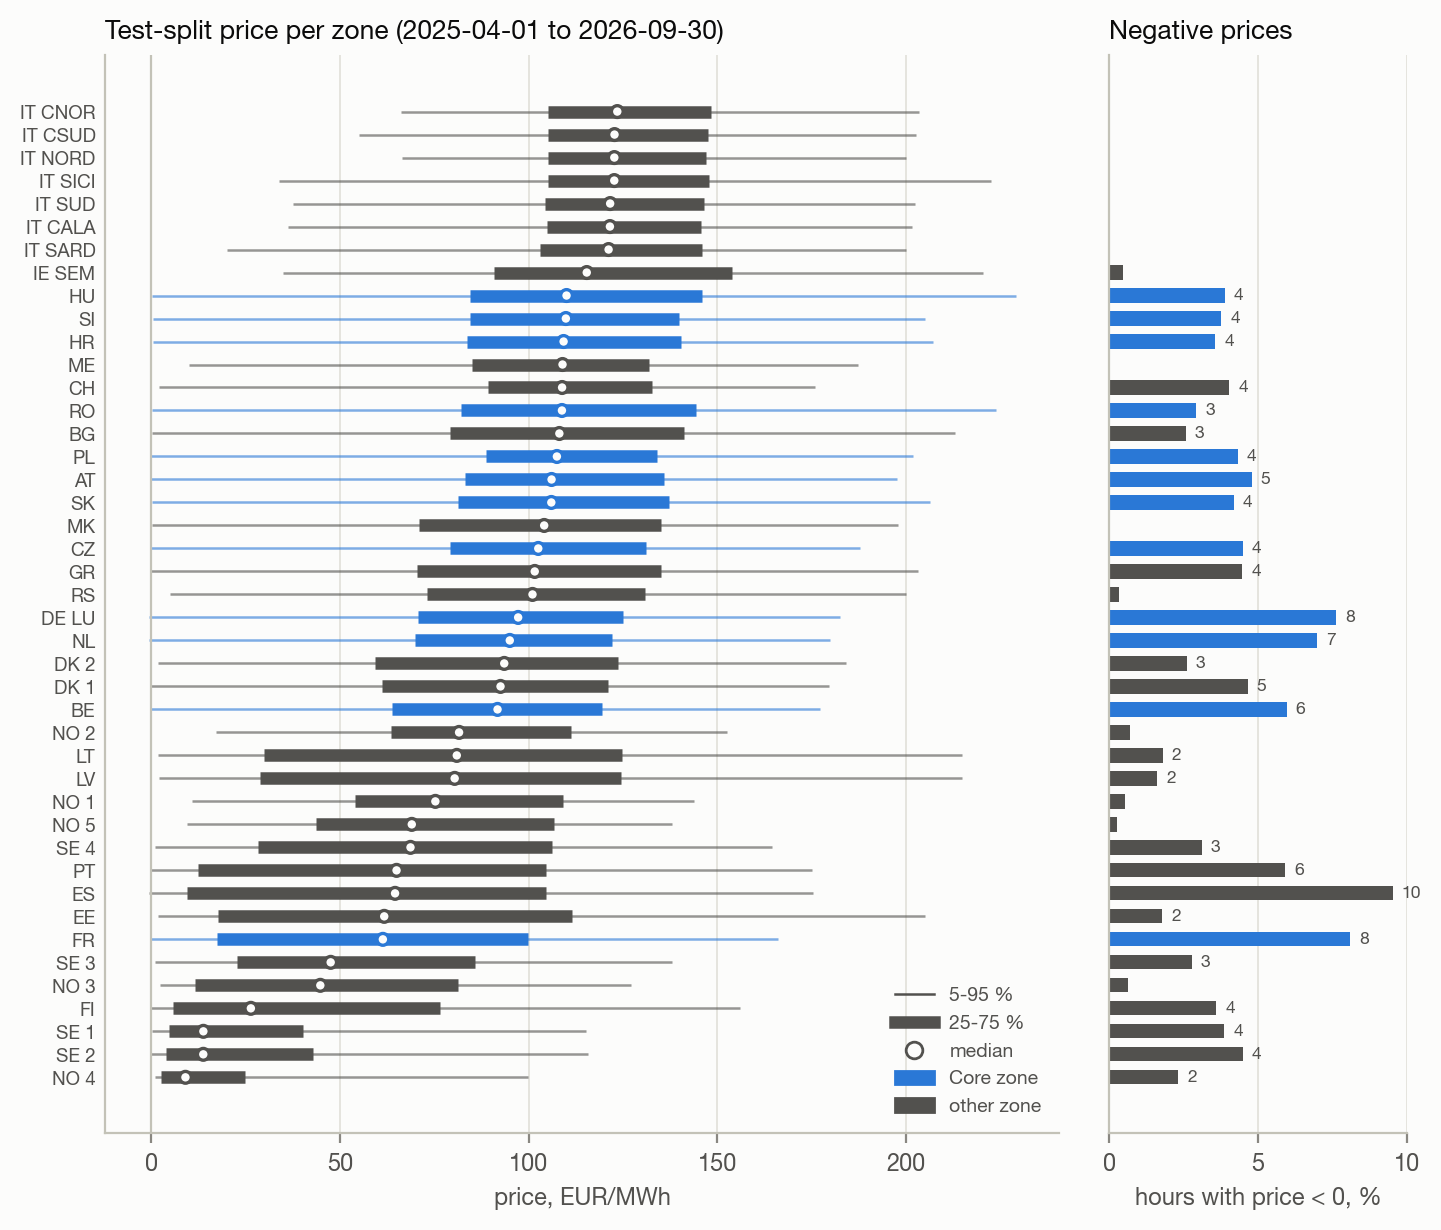 Test-split price per zone (2025-04-01 to 2026-09-30)
Negative prices
IT CNOR
IT CSUD
IT NORD
IT SICI
IT SUD
IT CALA
IT SARD
IE SEM
HU 4
SI 4
HR 4
ME
CH 4
RO 3
BG 3
PL 4
AT 5
SK 4
MK
CZ 4
GR 4
RS
DE LU 8
NL 7
DK 2 3
DK 1 5
BE 6
NO 2
LT 2
LV 2
NO 1
NO 5
SE 4 3
PT 6
ES 10
EE 2
FR 8
SE 3 3
NO 3
FI 4
SE 1 4
SE 2 4
NO 4 2
5-95 %
25-75 %
median
Core zone
other zone
0 50 100 150 200
price, EUR/MWh
0 5 10
hours with price < 0, %